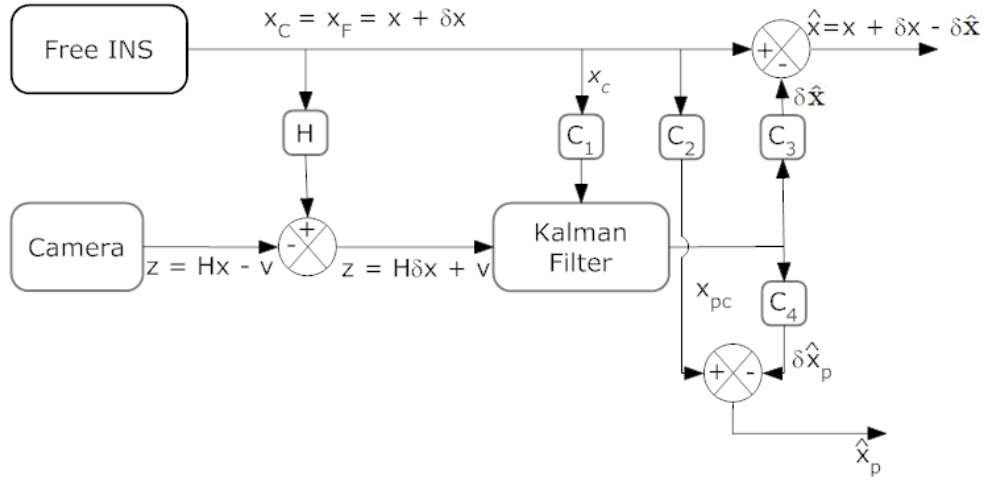 Free INS
x_C = x_F = x + δx
x̂=x + δx - δx̂
+
-
δx̂
x_c
H
C_1
C_2
C_3
Camera
z = Hx - v
+
-
z = Hδx + v
Kalman
Filter
x_pc
C_4
+
-
δx̂_p
x̂_p